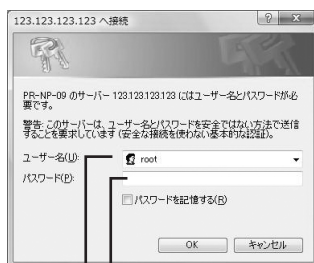 123.123.123.123 へ接続
PR-NP-09 のサーバー 123.123.123.123 にはユーザー名とパスワードが必
要です。
警告: このサーバーは、ユーザー名とパスワードを安全ではない方法で送信
することを要求しています (安全な接続を使わない基本的な認証)。
ユーザー名(U):
root
パスワード(P):
パスワードを記憶する(R)
OK
キャンセル